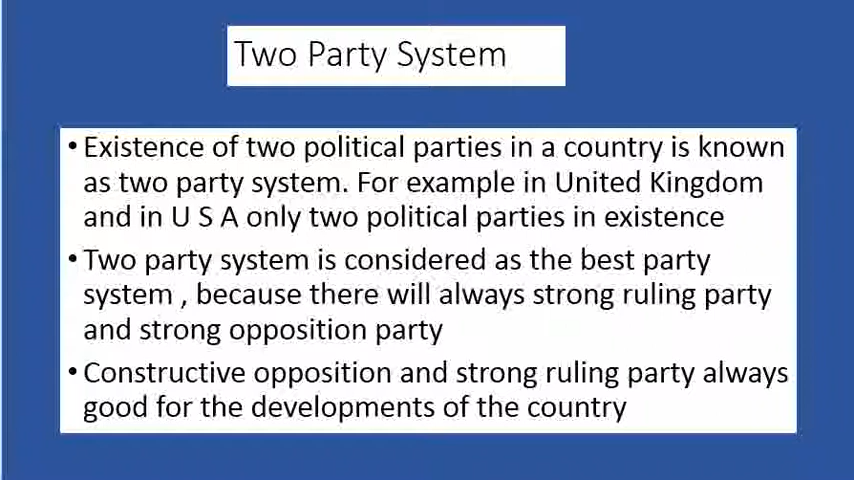 Two Party System
• Existence of two political parties in a country is known
as two party system. For example in United Kingdom
and in U S A only two political parties in existence
• Two party system is considered as the best party
system , because there will always strong ruling party
and strong opposition party
• Constructive opposition and strong ruling party always
good for the developments of the country